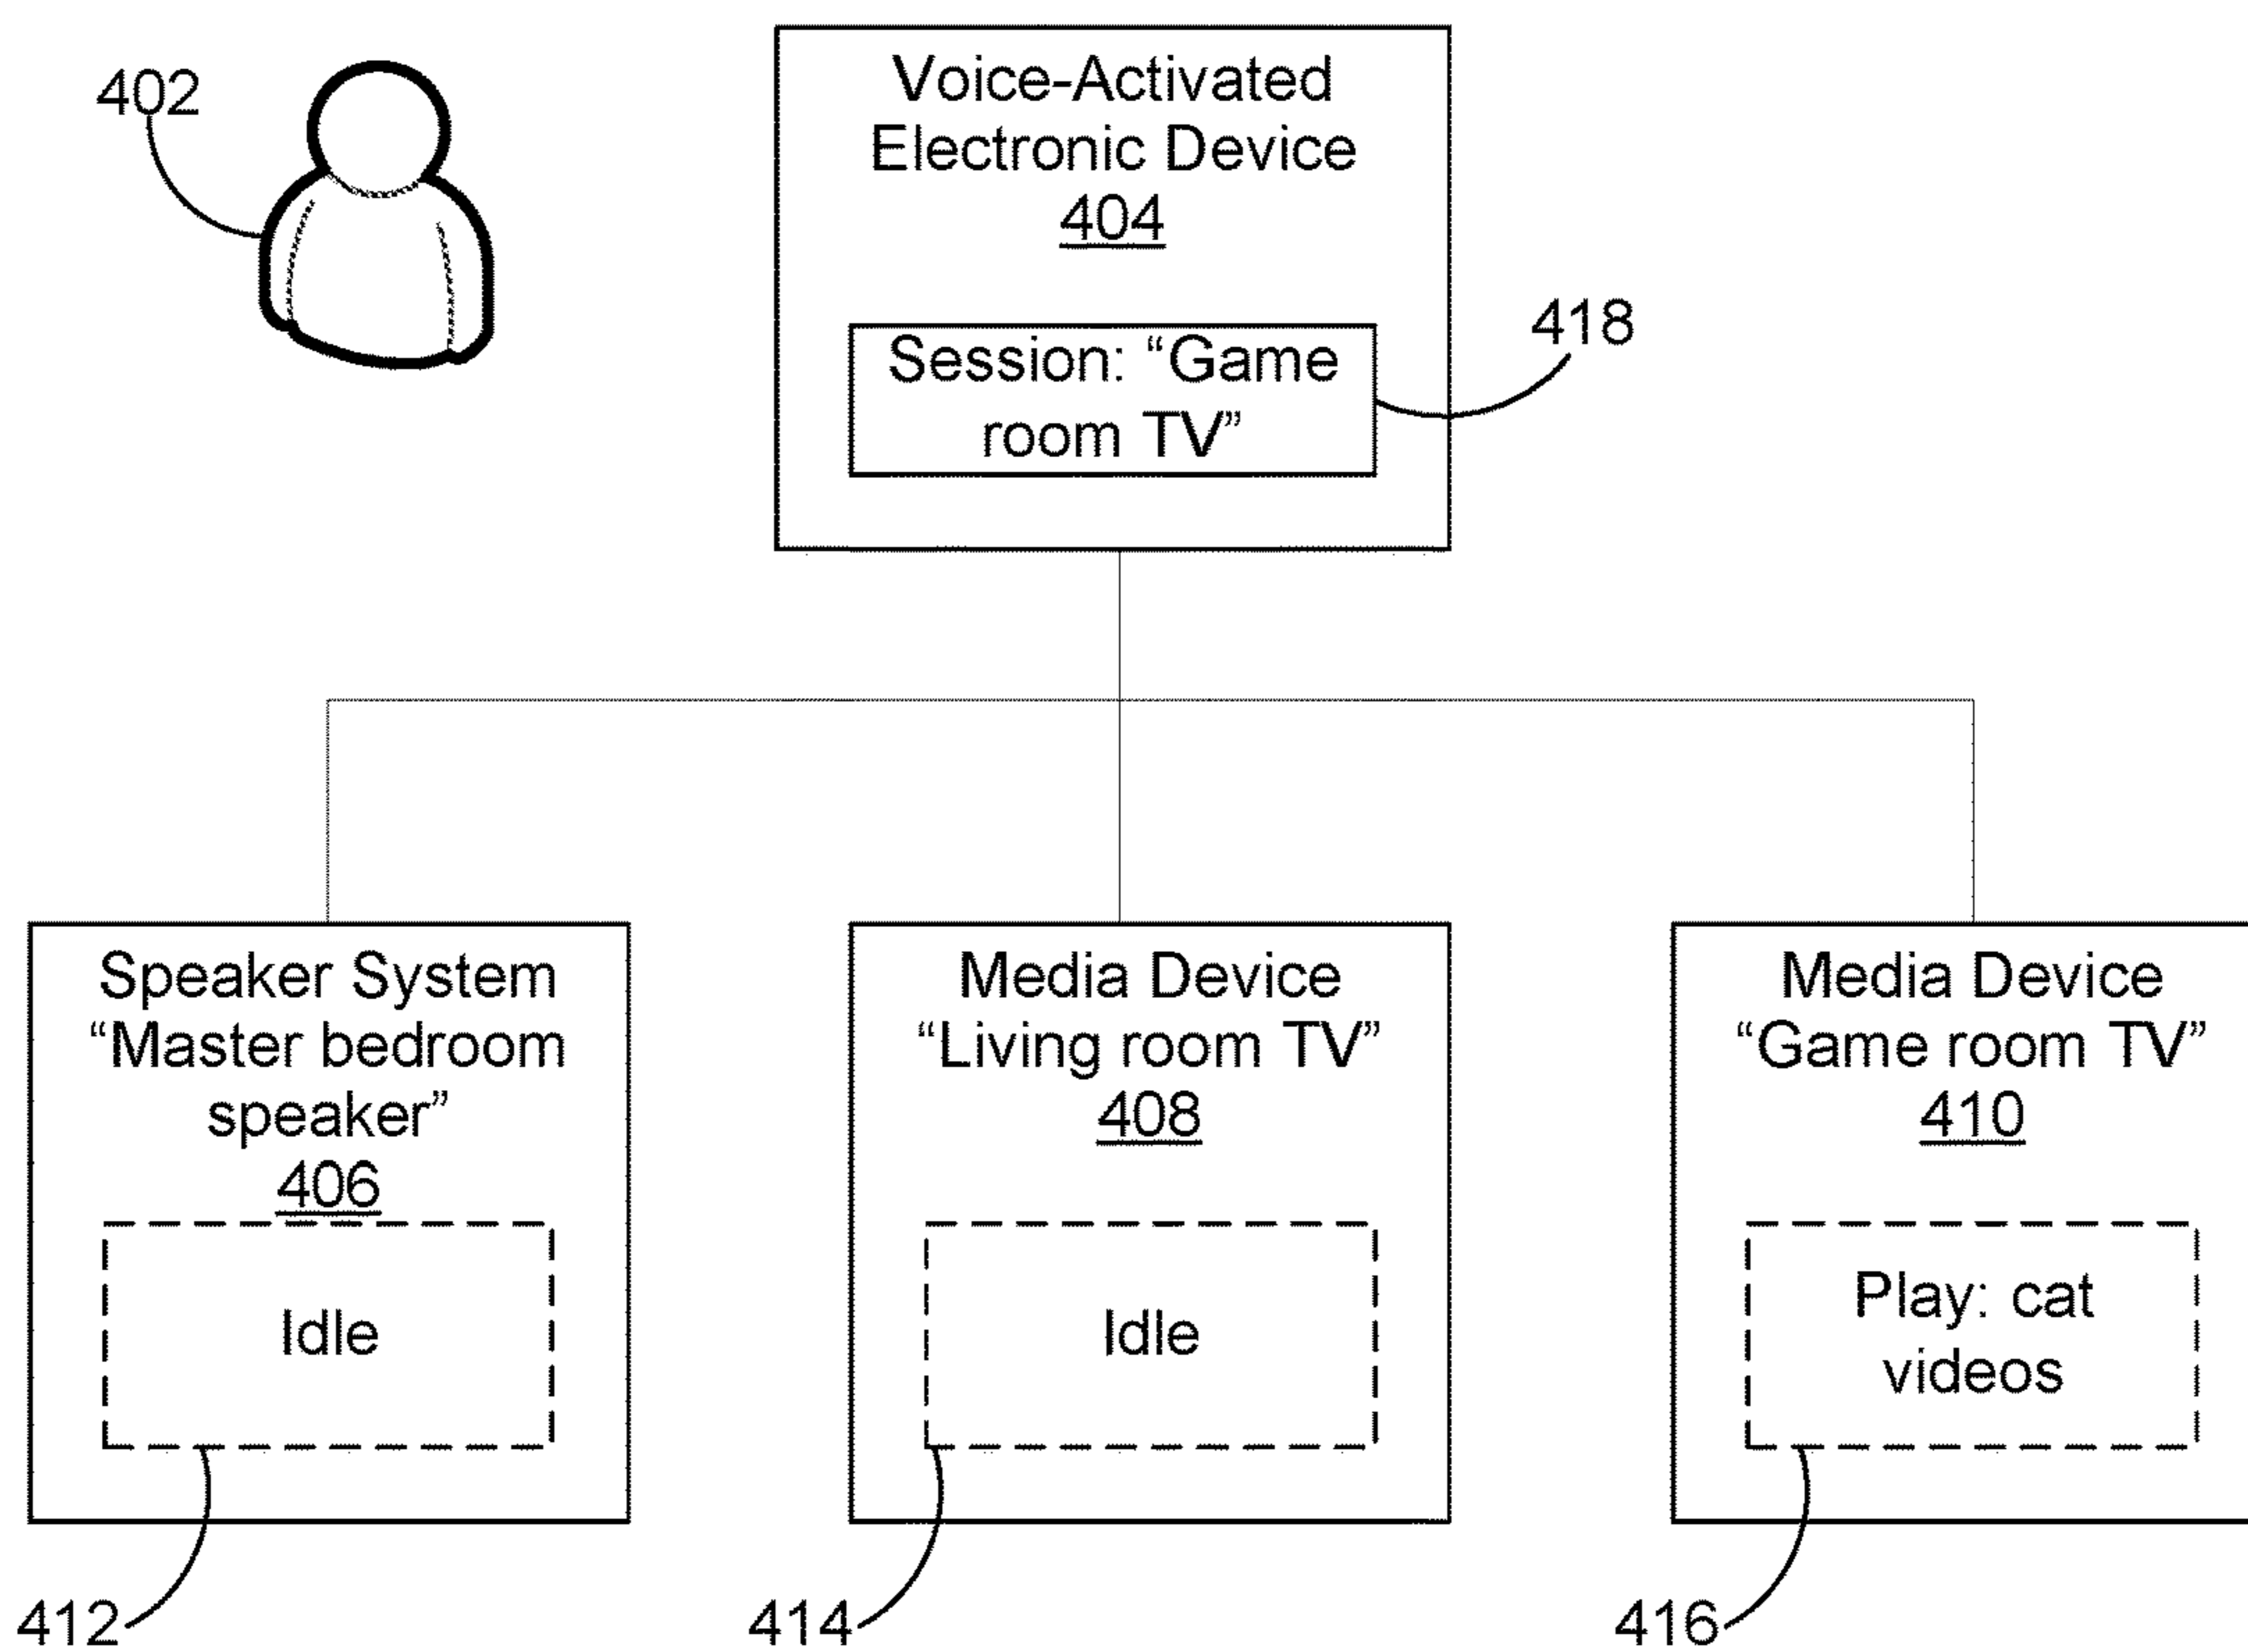 402
Voice-Activated
Electronic Device
404
Session: “Game
room TV”
418
Speaker System
“Master bedroom
speaker”
406
Idle
412
Media Device
“Living room TV”
408
Idle
414
Media Device
“Game room TV”
410
Play: cat
videos
416